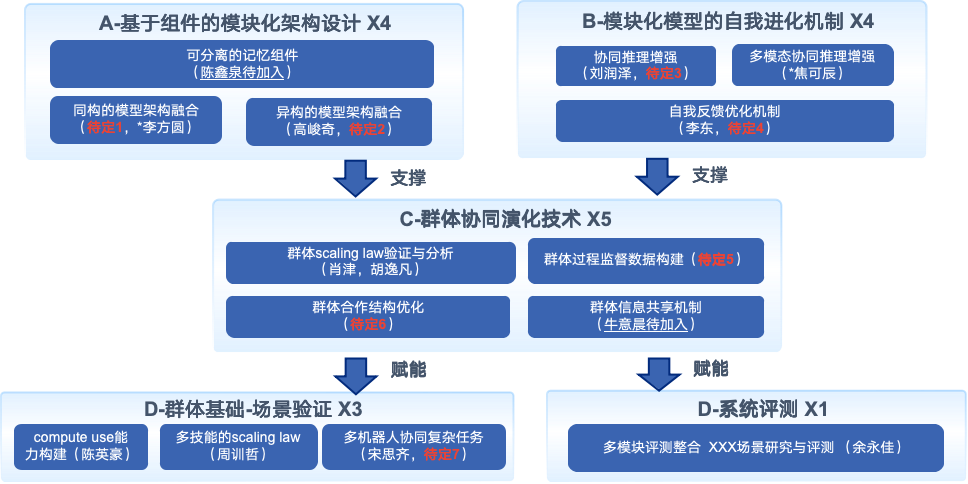 A-基于组件的模块化架构设计 X4
可分离的记忆组件
（陈鑫泉待加入）
同构的模型架构融合
（待定1，*李方圆）
异构的模型架构融合
（高峻奇，待定2）
B-模块化模型的自我进化机制 X4
协同推理增强
（刘润泽，待定3）
多模态协同推理增强
（*焦可辰）
自我反馈优化机制
（李东，待定4）
支撑
支撑
C-群体协同演化技术 X5
群体scaling law验证与分析
（肖津，胡逸凡）
群体过程监督数据构建（待定5）
群体合作结构优化
（待定6）
群体信息共享机制
（牛意晨待加入）
赋能
赋能
D-群体基础-场景验证 X3
compute use能
力构建（陈英豪）
多技能的scaling law
（周训哲）
多机器人协同复杂任务
（宋思齐，待定7）
D-系统评测 X1
多模块评测整合 XXX场景研究与评测 （余永佳）